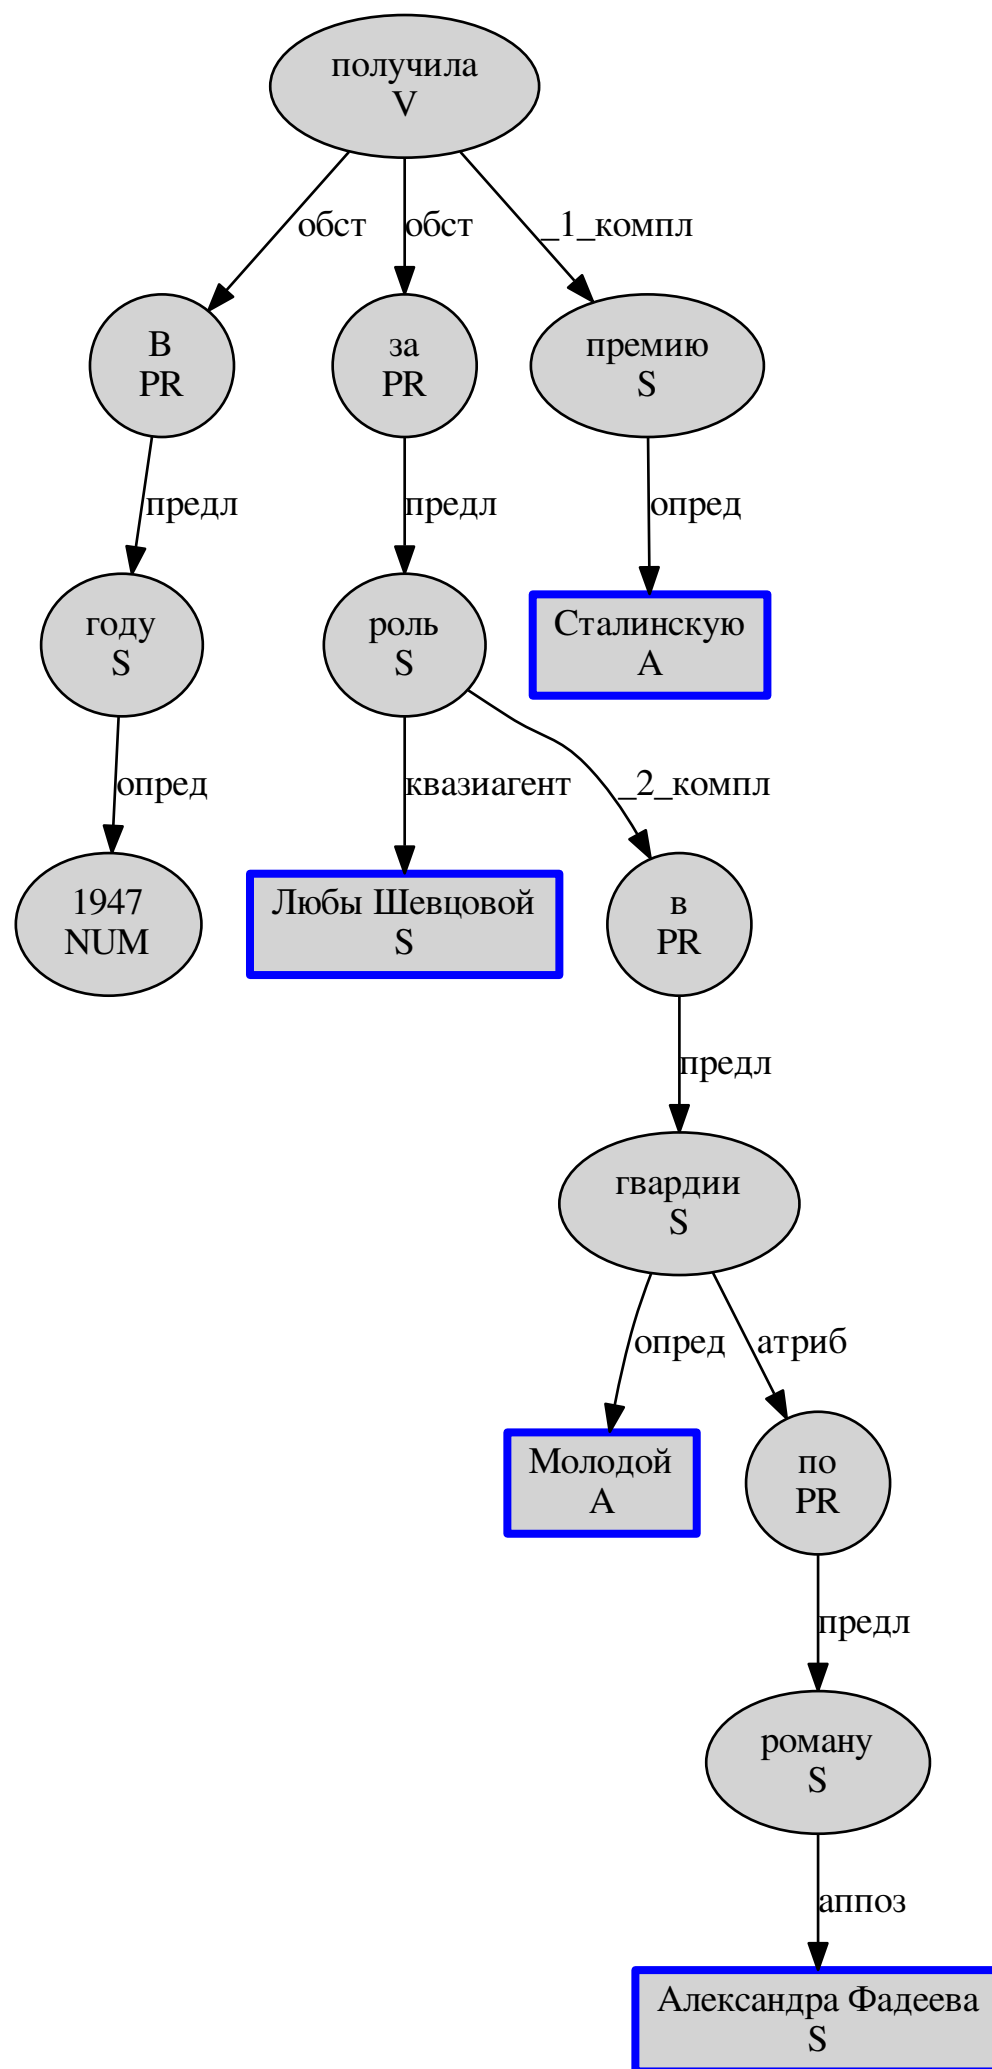 получила
V
обст
обст
_1_компл
В
PR
за
PR
премию
S
предл
предл
опред
году
S
роль
S
Сталинскую
A
опред
квазиагент
_2_компл
1947
NUM
Любы Шевцовой
S
в
PR
предл
гвардии
S
опред
атриб
Молодой
A
по
PR
предл
роману
S
аппоз
Александра Фадеева
S